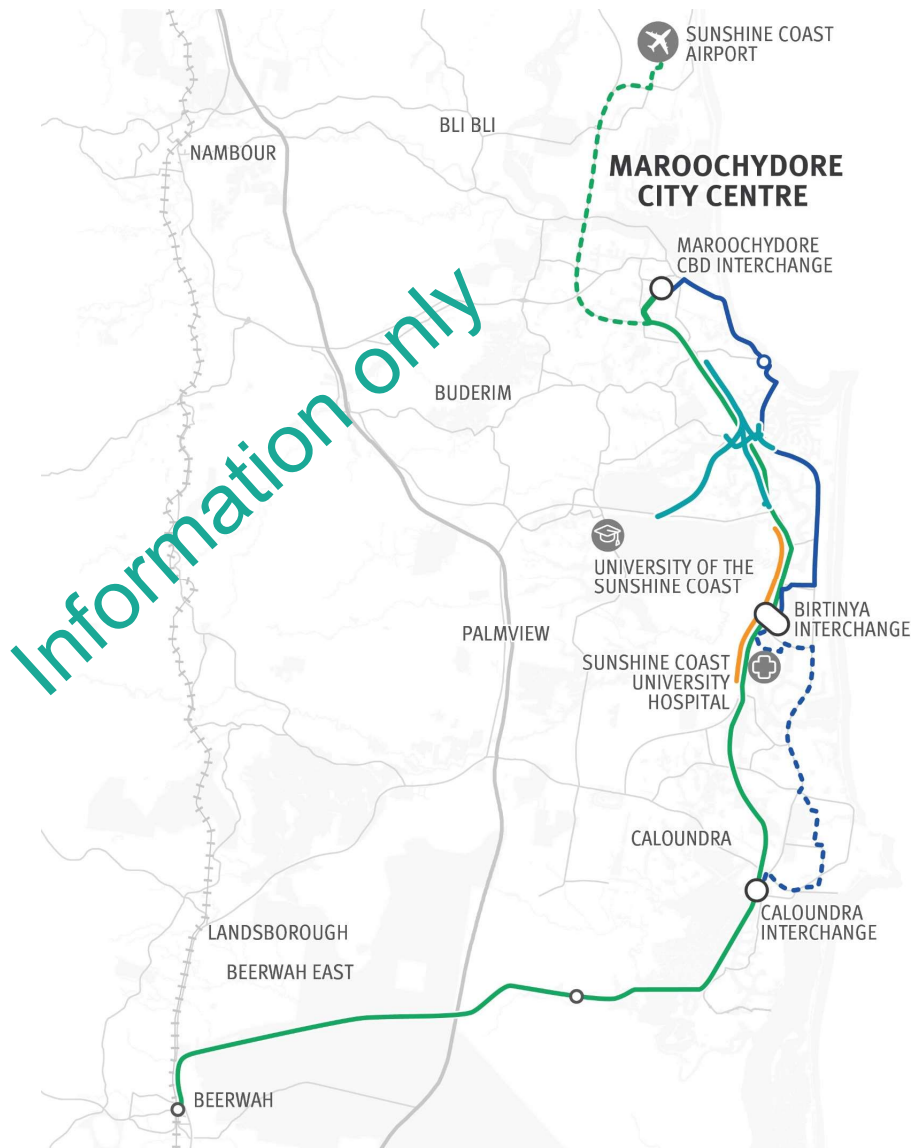 SUNSHINE COAST
AIRPORT
BLI BLI
NAMBOUR
MAROOCHYDORE
CITY CENTRE
MAROOCHYDORE
CBD INTERCHANGE
Information only
BUDERIM
UNIVERSITY OF THE
SUNSHINE COAST
BIRTINYA
INTERCHANGE
PALMVIEW
SUNSHINE COAST
UNIVERSITY
HOSPITAL
CALOUNDRA
CALOUNDRA
INTERCHANGE
LANDSBOROUGH
BEERWAH EAST
BEERWAH